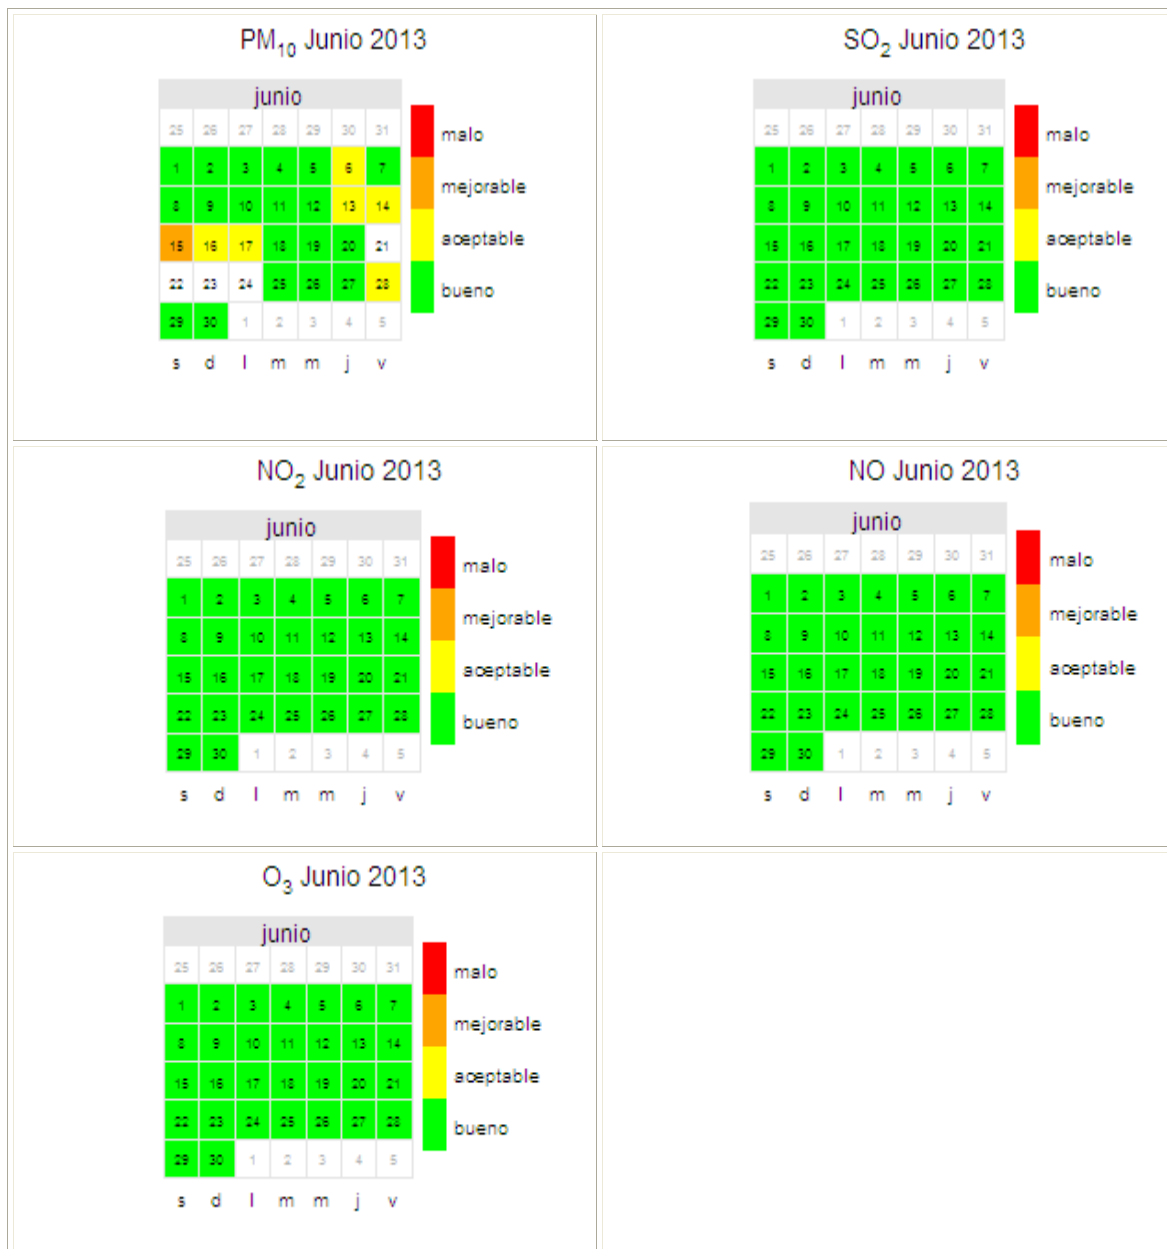 PM10 Junio 2013
junio
25 26 27 28 29 30 31
1 2 3 4 5 6 7
8 9 10 11 12 13 14
15 16 17 18 19 20 21
22 23 24 25 26 27 28
29 30 1 2 3 4 5
s d l m m j v
malo
mejorable
aceptable
bueno
SO2 Junio 2013
junio
25 26 27 28 29 30 31
1 2 3 4 5 6 7
8 9 10 11 12 13 14
15 16 17 18 19 20 21
22 23 24 25 26 27 28
29 30 1 2 3 4 5
s d l m m j v
malo
mejorable
aceptable
bueno
NO2 Junio 2013
junio
25 26 27 28 29 30 31
1 2 3 4 5 6 7
8 9 10 11 12 13 14
15 16 17 18 19 20 21
22 23 24 25 26 27 28
29 30 1 2 3 4 5
s d l m m j v
malo
mejorable
aceptable
bueno
NO Junio 2013
junio
25 26 27 28 29 30 31
1 2 3 4 5 6 7
8 9 10 11 12 13 14
15 16 17 18 19 20 21
22 23 24 25 26 27 28
29 30 1 2 3 4 5
s d l m m j v
malo
mejorable
aceptable
bueno
O3 Junio 2013
junio
25 26 27 28 29 30 31
1 2 3 4 5 6 7
8 9 10 11 12 13 14
15 16 17 18 19 20 21
22 23 24 25 26 27 28
29 30 1 2 3 4 5
s d l m m j v
malo
mejorable
aceptable
bueno